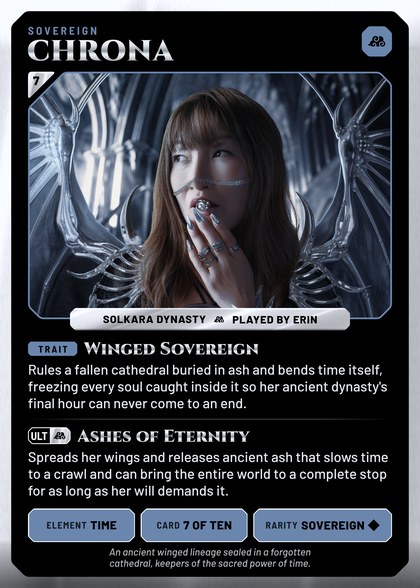 SOVEREIGN
CHRONA
7
SOLKARA DYNASTY PLAYED BY ERIN
TRAIT WINGED SOVEREIGN
Rules a fallen cathedral buried in ash and bends time itself,
freezing every soul caught inside it so her ancient dynasty's
final hour can never come to an end.
ULT ASHES OF ETERNITY
Spreads her wings and releases ancient ash that slows time
to a crawl and can bring the entire world to a complete stop
for as long as her will demands it.
ELEMENT TIME CARD 7 OF TEN RARITY SOVEREIGN ◆
An ancient winged lineage sealed in a forgotten
cathedral, keepers of the sacred power of time.